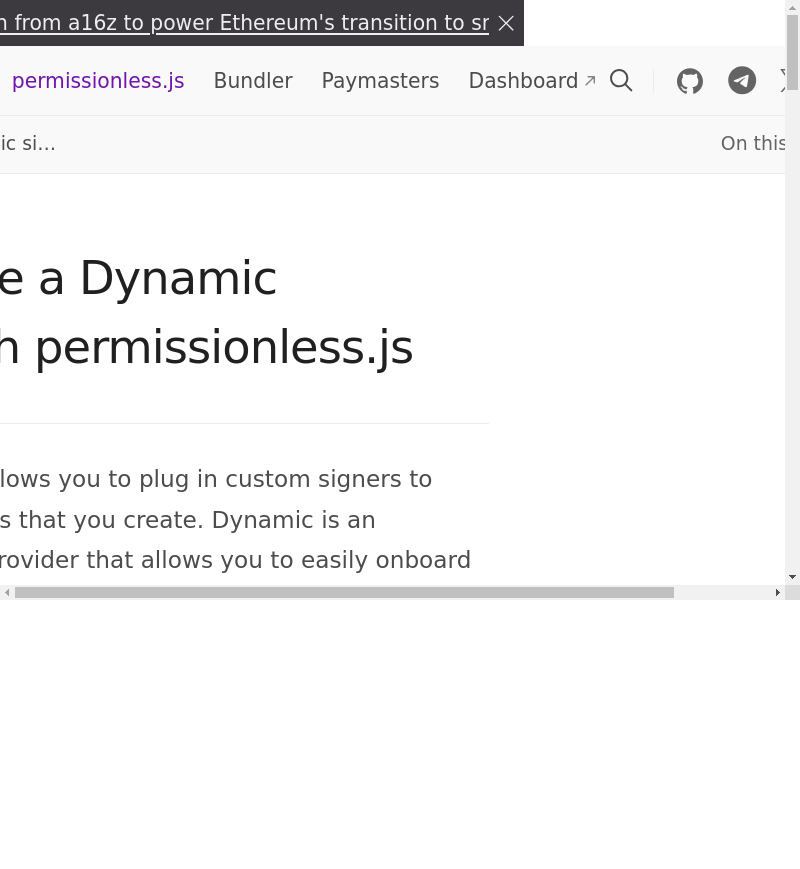 from a16z to power Ethereum's transition to
permissionless.js Bundler Paymasters Dashboard
ic si...
On this
e a Dynamic
h permissionless.js
lows you to plug in custom signers to
s that you create. Dynamic is an
rovider that allows you to easily onboard